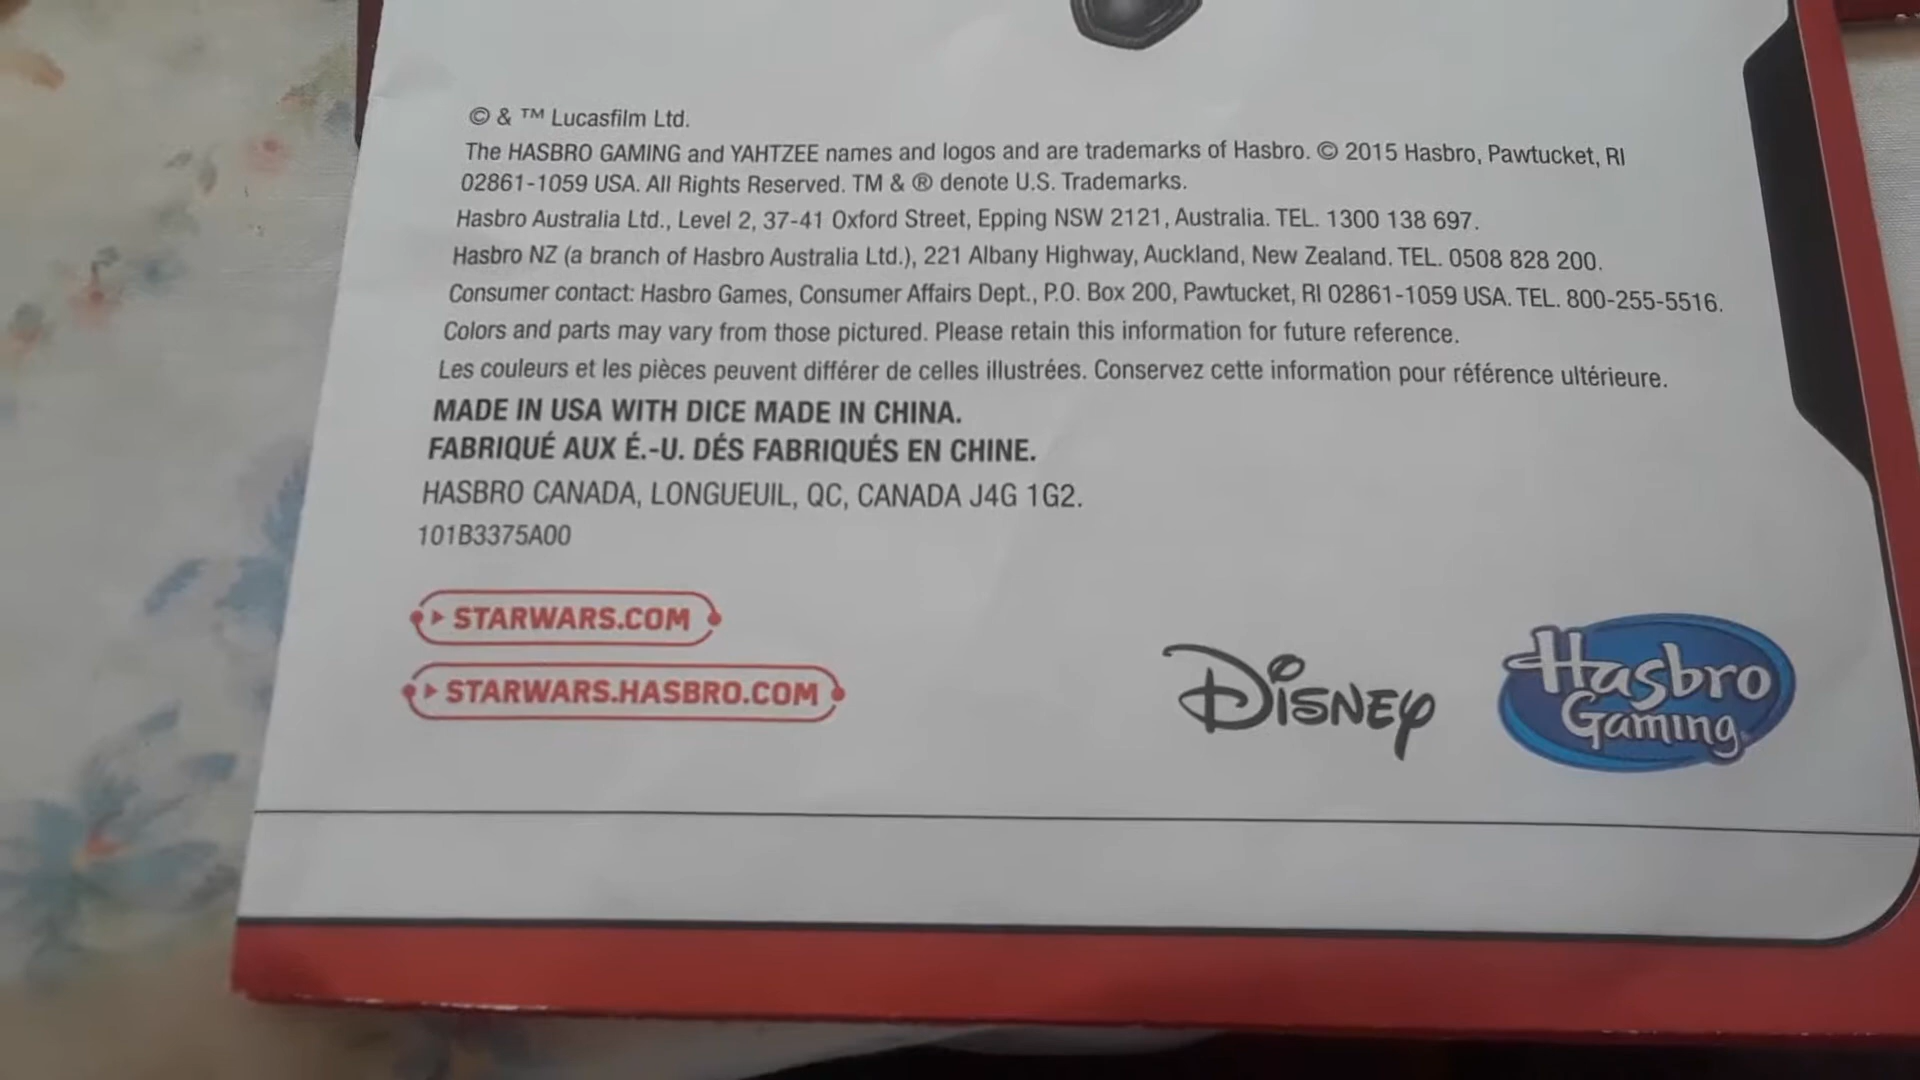 © & ™ Lucasfilm Ltd.
The HASBRO GAMING and YAHTZEE names and logos and are trademarks of Hasbro. © 2015 Hasbro, Pawtucket, RI
02861-1059 USA. All Rights Reserved. TM & ® denote U.S. Trademarks.
Hasbro Australia Ltd., Level 2, 37-41 Oxford Street, Epping NSW 2121, Australia. TEL. 1300 138 697.
Hasbro NZ (a branch of Hasbro Australia Ltd.), 221 Albany Highway, Auckland, New Zealand. TEL. 0508 828 200.
Consumer contact: Hasbro Games, Consumer Affairs Dept., P.O. Box 200, Pawtucket, RI 02861-1059 USA. TEL. 800-255-5516.
Colors and parts may vary from those pictured. Please retain this information for future reference.
Les couleurs et les pièces peuvent différer de celles illustrées. Conservez cette information pour référence ultérieure.
MADE IN USA WITH DICE MADE IN CHINA.
FABRIQUÉ AUX É.-U. DÉS FABRIQUÉS EN CHINE.
HASBRO CANADA, LONGUEUIL, QC, CANADA J4G 1G2.
101B3375A00
STARWARS.COM
STARWARS.HASBRO.COM
DISNEY
Hasbro
Gaming